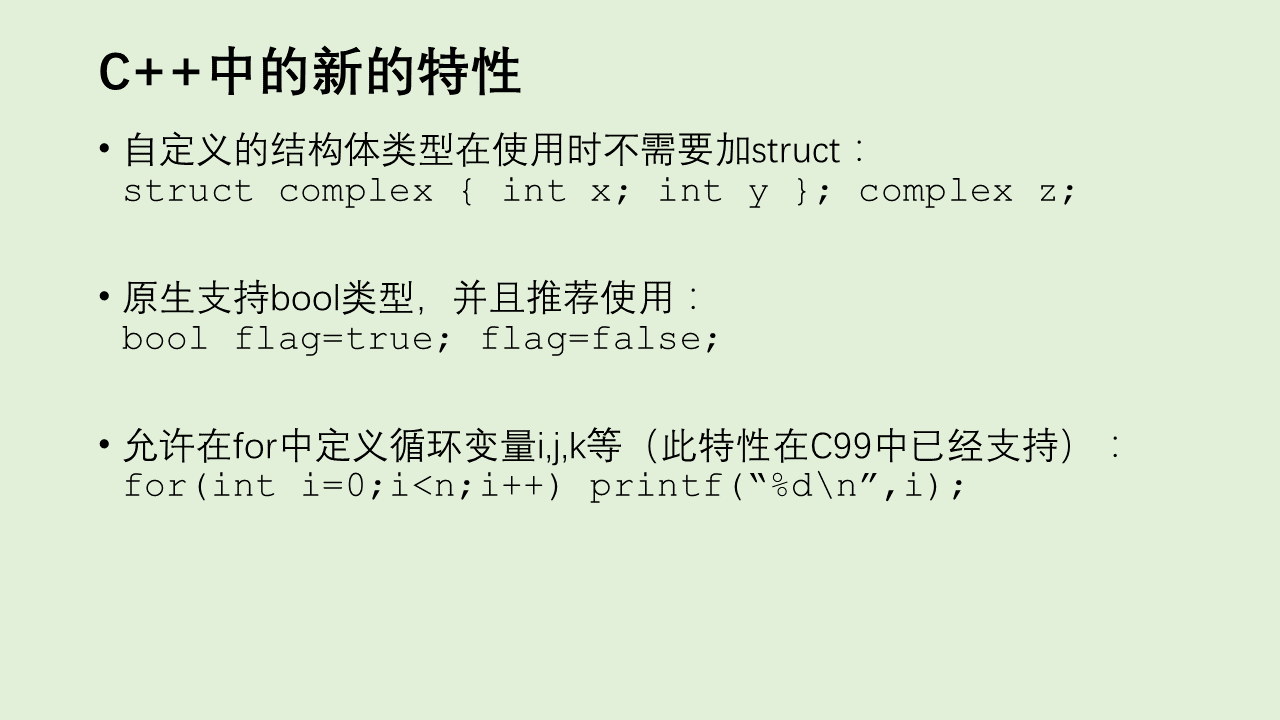 C++中的新的特性
• 自定义的结构体类型在使用时不需要加struct：
struct complex { int x; int y }; complex z;
• 原生支持bool类型，并且推荐使用：
bool flag=true; flag=false;
• 允许在for中定义循环变量i,j,k等（此特性在C99中已经支持）：
for(int i=0;i<n;i++) printf(“%d\n”,i);